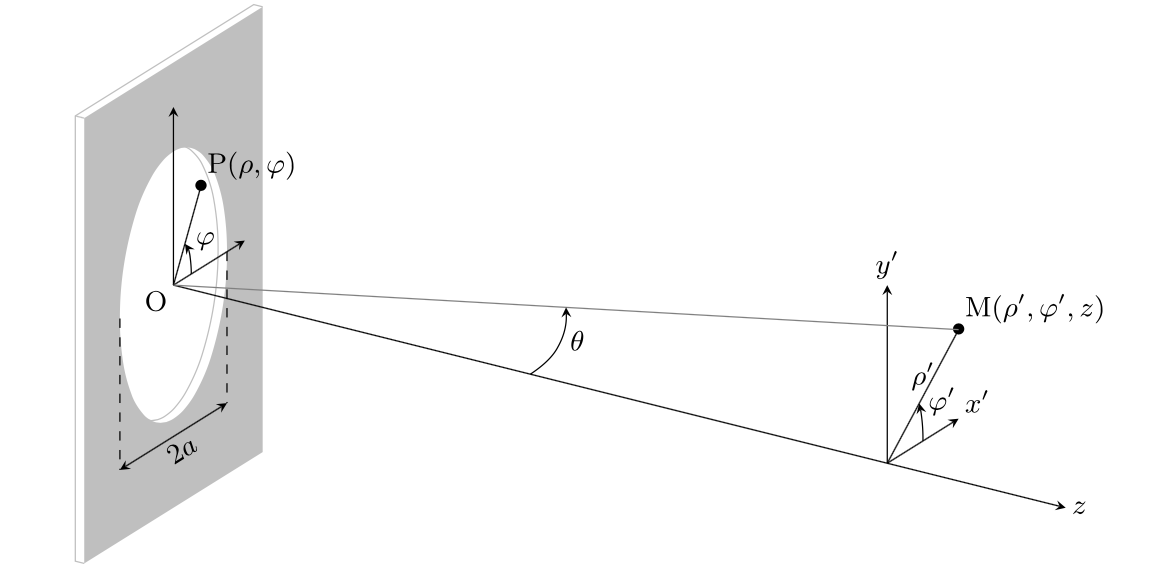 P(ρ, φ)
φ
O
2a
θ
y′
M(ρ′, φ′, z)
ρ′
φ′
x′
z